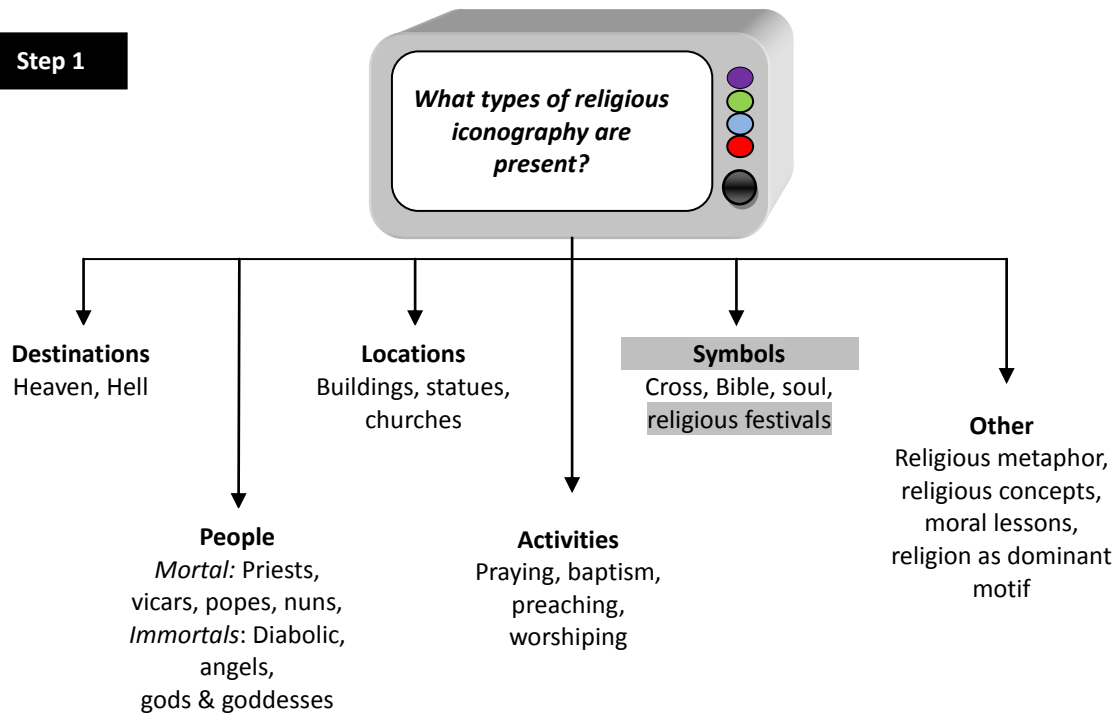 Step 1
What types of religious
iconography are
present?
Destinations
Heaven, Hell
Locations
Buildings, statues,
churches
Symbols
Cross, Bible, soul,
religious festivals
Other
Religious metaphor,
religious concepts,
moral lessons,
religion as dominant
motif
People
Mortal: Priests,
vicars, popes, nuns,
Immortals: Diabolic,
angels,
gods & goddesses
Activities
Praying, baptism,
preaching,
worshiping